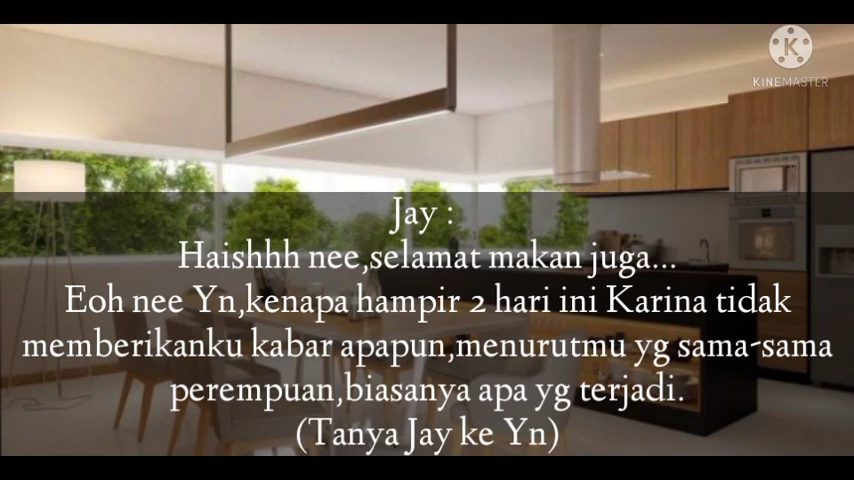 KINEMASTER
Jay :
Haishhh nee,selamat makan juga...
Eoh nee Yn,kenapa hampir 2 hari ini Karina tidak
memberikanku kabar apapun,menurutmu yg sama-sama
perempuan,biasanya apa yg terjadi.
(Tanya Jay ke Yn)